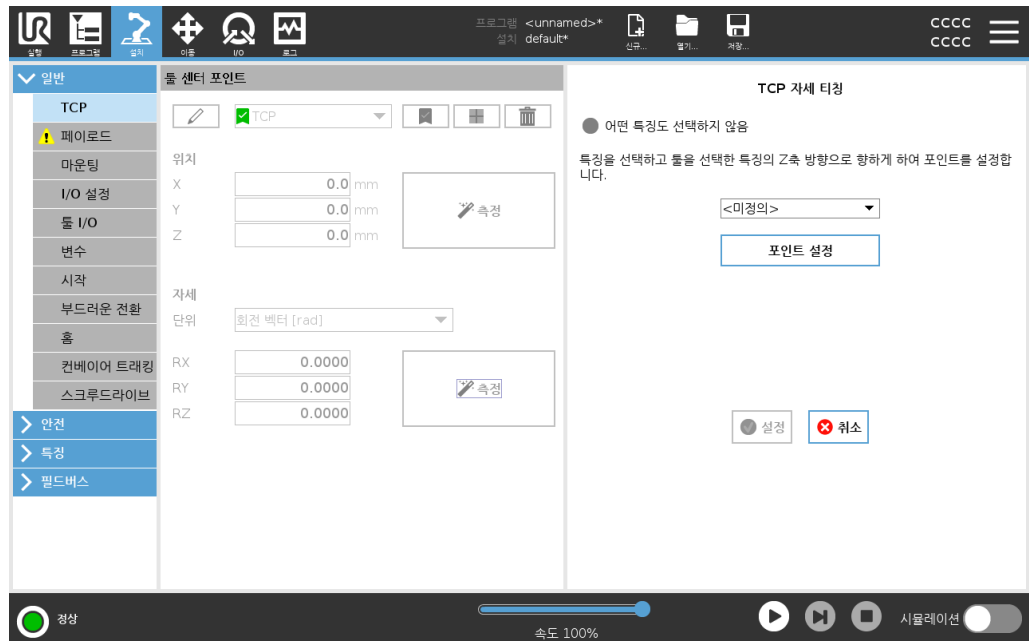 UR
실행
프로그램
설치
이동
I/O
로그
프로그램 <unnamed>*
설치 default*
신규...
열기...
저장...
cccc
cccc
일반
TCP
페이로드
마운팅
I/O 설정
툴 I/O
변수
시작
부드러운 전환
홈
컨베이어 트래킹
스크루드라이브
안전
특징
필드버스
툴 센터 포인트
TCP
위치
X 0.0 mm
Y 0.0 mm
Z 0.0 mm
측정
자세
단위 회전 벡터 [rad]
RX 0.0000
RY 0.0000
RZ 0.0000
측정
TCP 자세 티칭
어떤 특징도 선택하지 않음
특징을 선택하고 툴을 선택한 특징의 Z축 방향으로 향하게 하여 포인트를 설정합
니다.
<미정의>
포인트 설정
설정
취소
정상
속도 100%
시뮬레이션